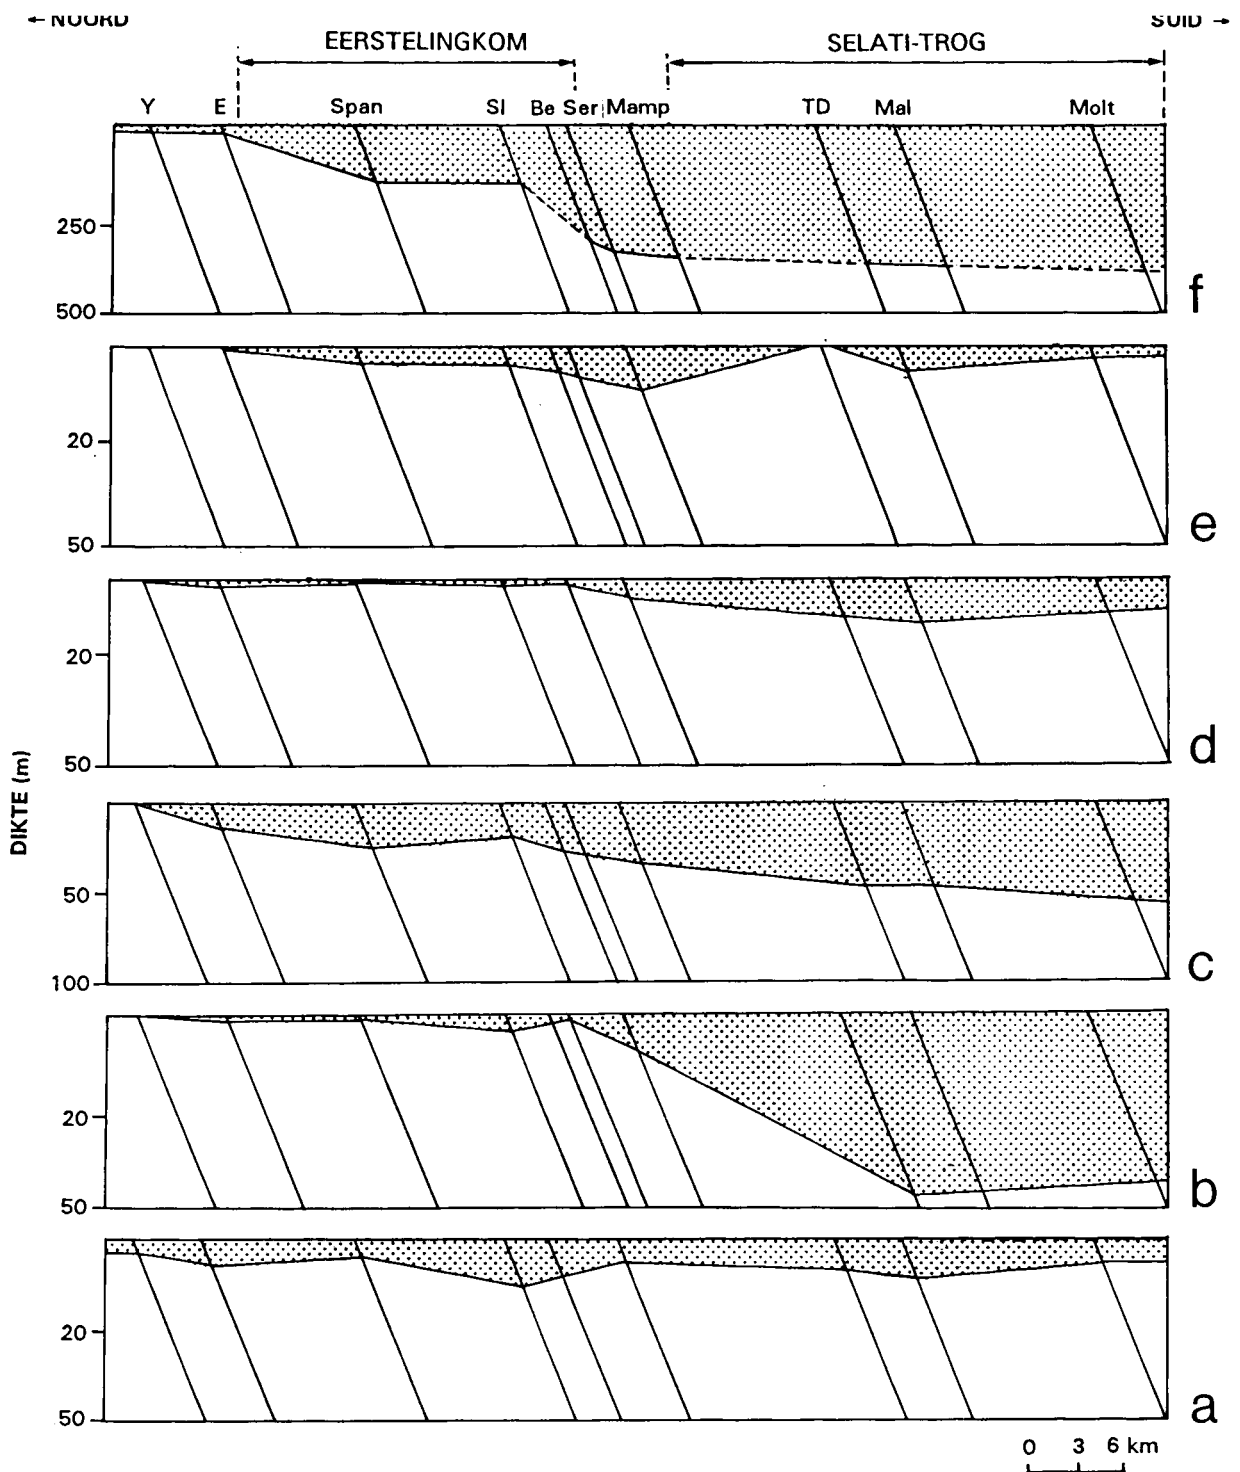 ← NOORD SUID →
EERSTELINGKOM SELATI-TROG
Y E Span Sl Be Ser Mamp TD Mal Molt
250
500
f
20
50
e
20
50
d
DIKTE (m)
50
100
c
20
50
b
20
50
a
0 3 6 km